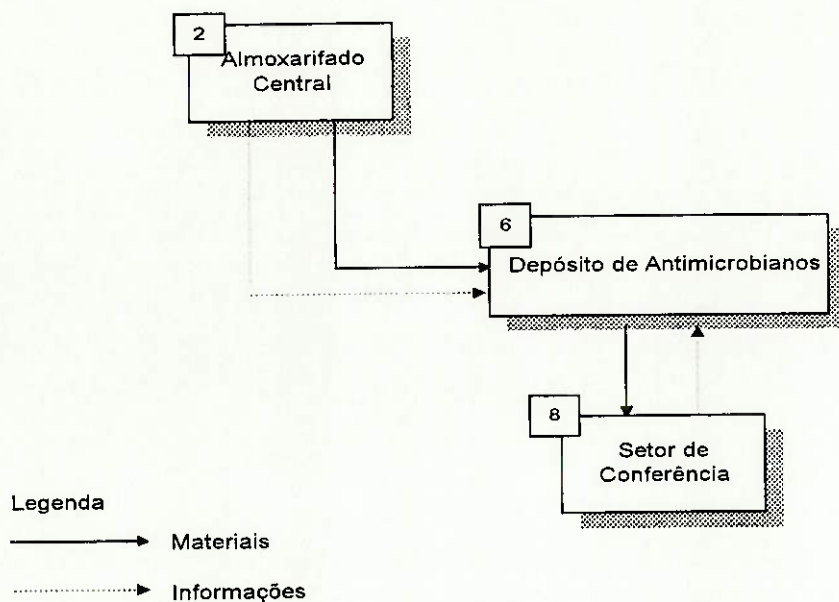 2
Almoxarifado
Central
6
Depósito de Antimicrobianos
8
Setor de
Conferência
Legenda
Materiais
Informações